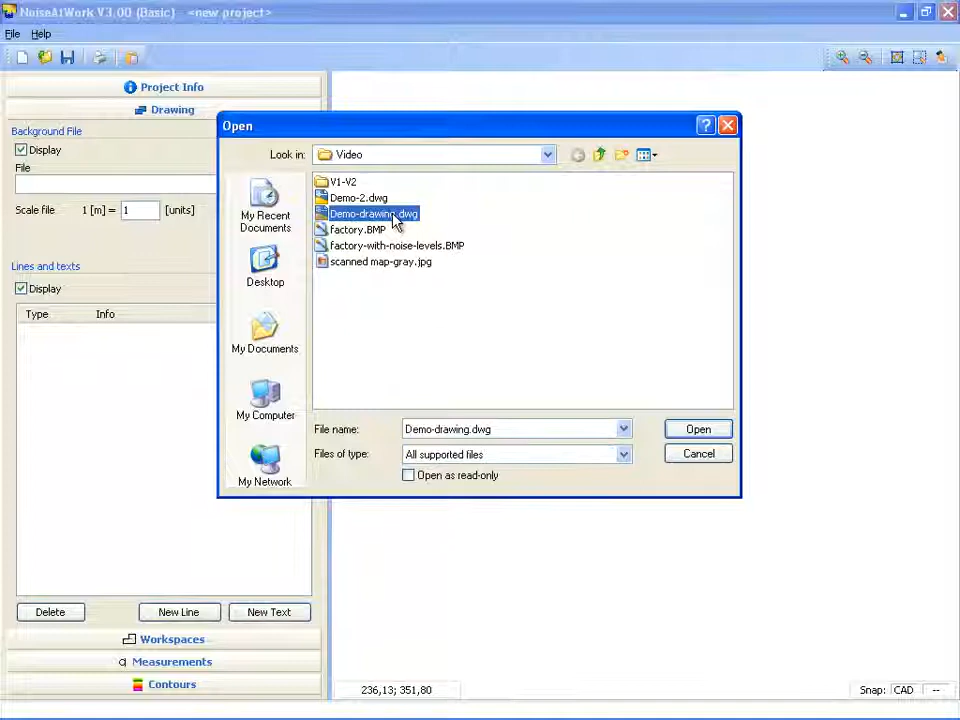 NoiseAtWork V3.00 (Basic) - <new project>
File Help
Project Info
Drawing
Background File
Display
File
Scale file 1 [m] = 1 [units]
Lines and texts
Display
Type Info
Delete New Line New Text
Workspaces
Measurements
Contours
Open
Look in: Video
My Recent
Documents
Desktop
My Documents
My Computer
My Network
V1-V2
Demo-2.dwg
Demo-drawing.dwg
factory.BMP
factory-with-noise-levels.BMP
scanned map-gray.jpg
File name: Demo-drawing.dwg Open
Files of type: All supported files Cancel
Open as read-only
236,13; 351,80 Snap: CAD --